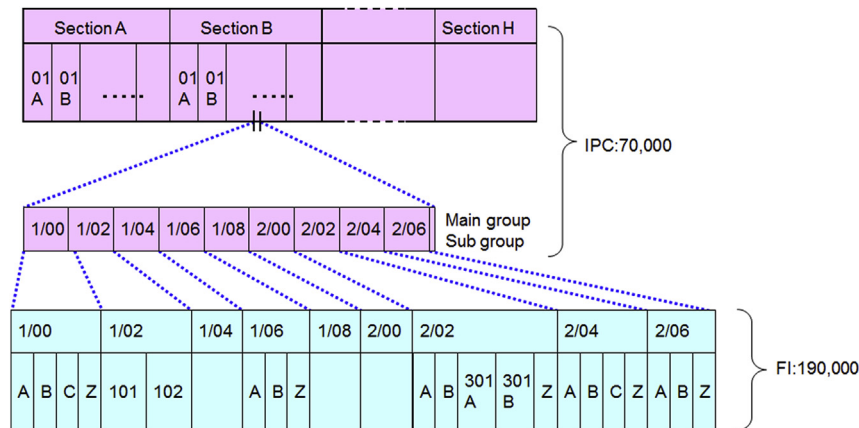 Section A Section B Section H
01 01 01 01
A B ..... A B .....
IPC:70,000
1/00 1/02 1/04 1/06 1/08 2/00 2/02 2/04 2/06
Main group
Sub group
1/00 1/02 1/04 1/06 1/08 2/00 2/02 2/04 2/06
A B C Z 101 102 A B Z A B 301 A 301 B Z A B C Z A B Z
FI:190,000